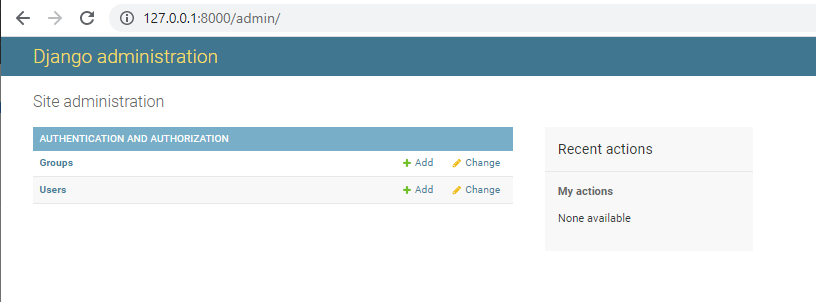 127.0.0.1:8000/admin/
Django administration
Site administration
AUTHENTICATION AND AUTHORIZATION
Groups Add Change
Users Add Change
Recent actions
My actions
None available